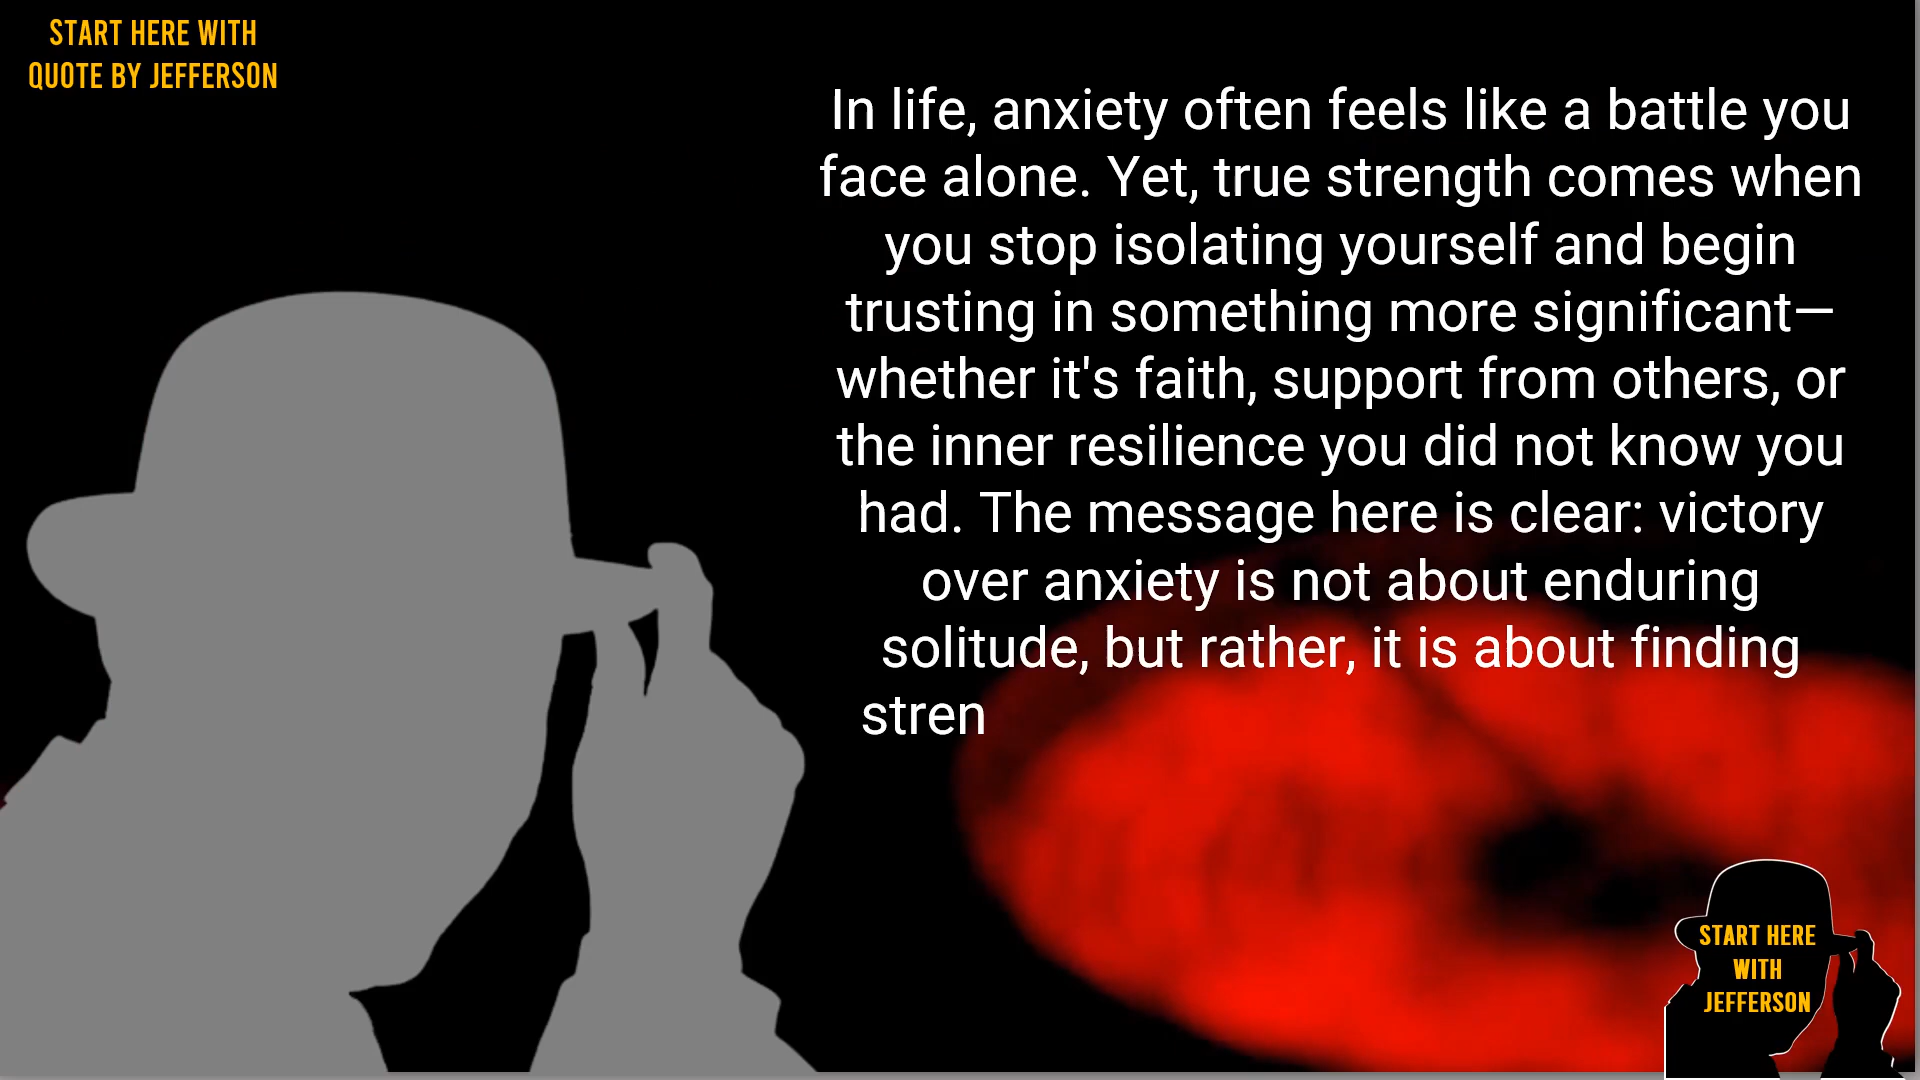 START HERE WITH
QUOTE BY JEFFERSON
In life, anxiety often feels like a battle you
face alone. Yet, true strength comes when
you stop isolating yourself and begin
trusting in something more significant—
whether it's faith, support from others, or
the inner resilience you did not know you
had. The message here is clear: victory
over anxiety is not about enduring
solitude, but rather, it is about finding
stren
START HERE
WITH
JEFFERSON